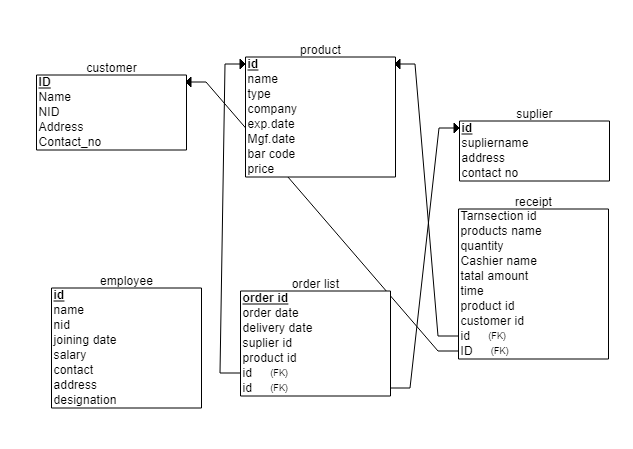 customer
ID
Name
NID
Address
Contact_no
product
id
name
type
company
exp.date
Mgf.date
bar code
price
suplier
id
supliername
address
contact no
receipt
Tarnsection id
products name
quantity
Cashier name
tatal amount
time
product id
customer id
id (FK)
ID (FK)
employee
id
name
nid
joining date
salary
contact
address
designation
order list
order id
order date
delivery date
suplier id
product id
id (FK)
id (FK)